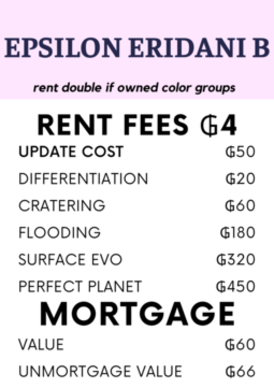 EPSILON ERIDANI B
rent double if owned color groups
RENT FEES ₲4
UPDATE COST ₲50
DIFFERENTIATION ₲20
CRATERING ₲60
FLOODING ₲180
SURFACE EVO ₲320
PERFECT PLANET ₲450
MORTGAGE
VALUE ₲60
UNMORTGAGE VALUE ₲66